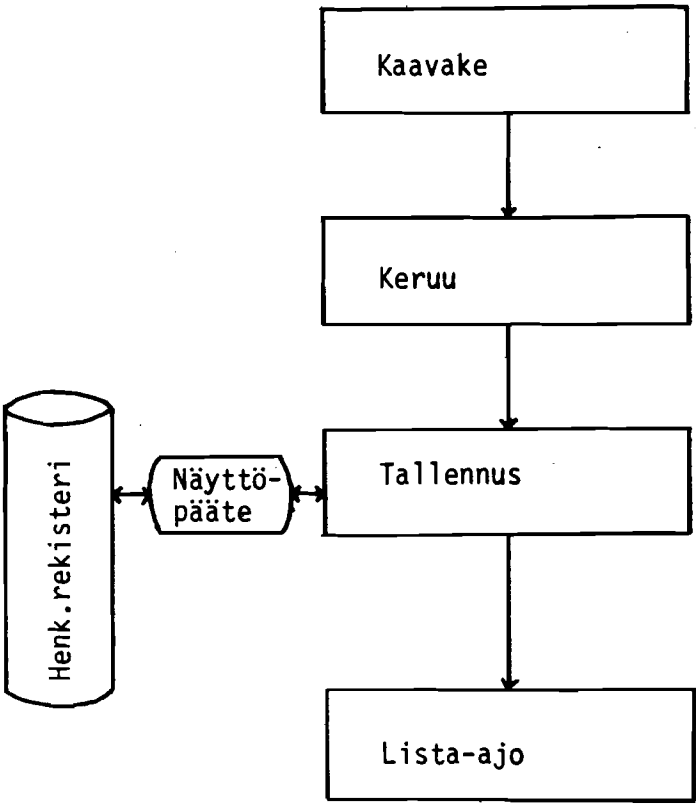 Kaavake
Keruu
Henk.rekisteri
Näyttö-
pääte
Tallennus
Lista-ajo